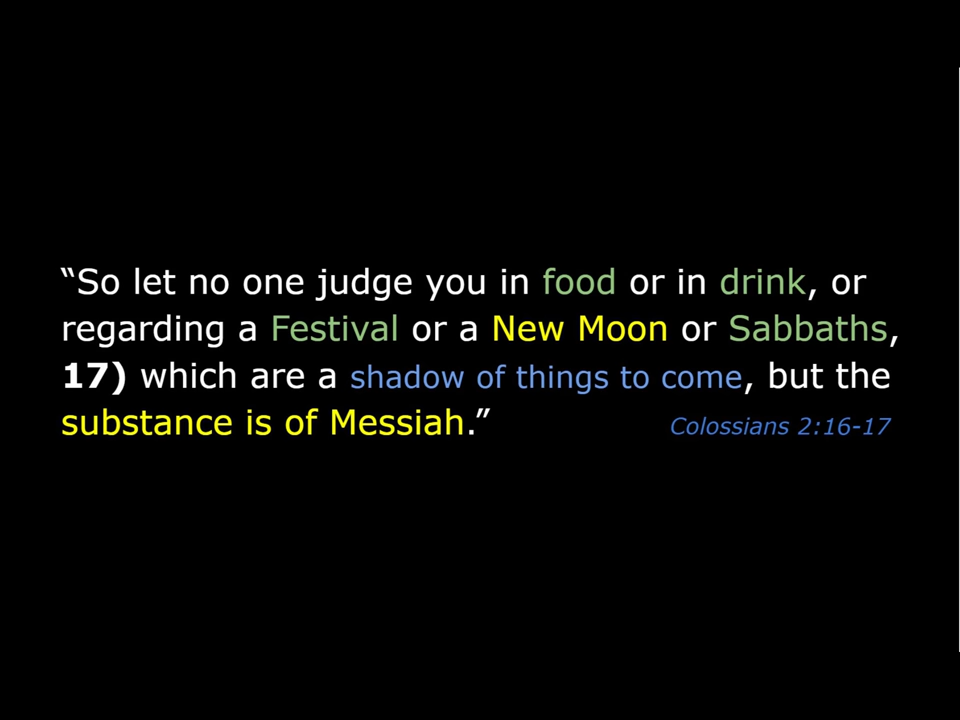 “So let no one judge you in food or in drink, or
regarding a Festival or a New Moon or Sabbaths,
17) which are a shadow of things to come, but the
substance is of Messiah.” Colossians 2:16-17